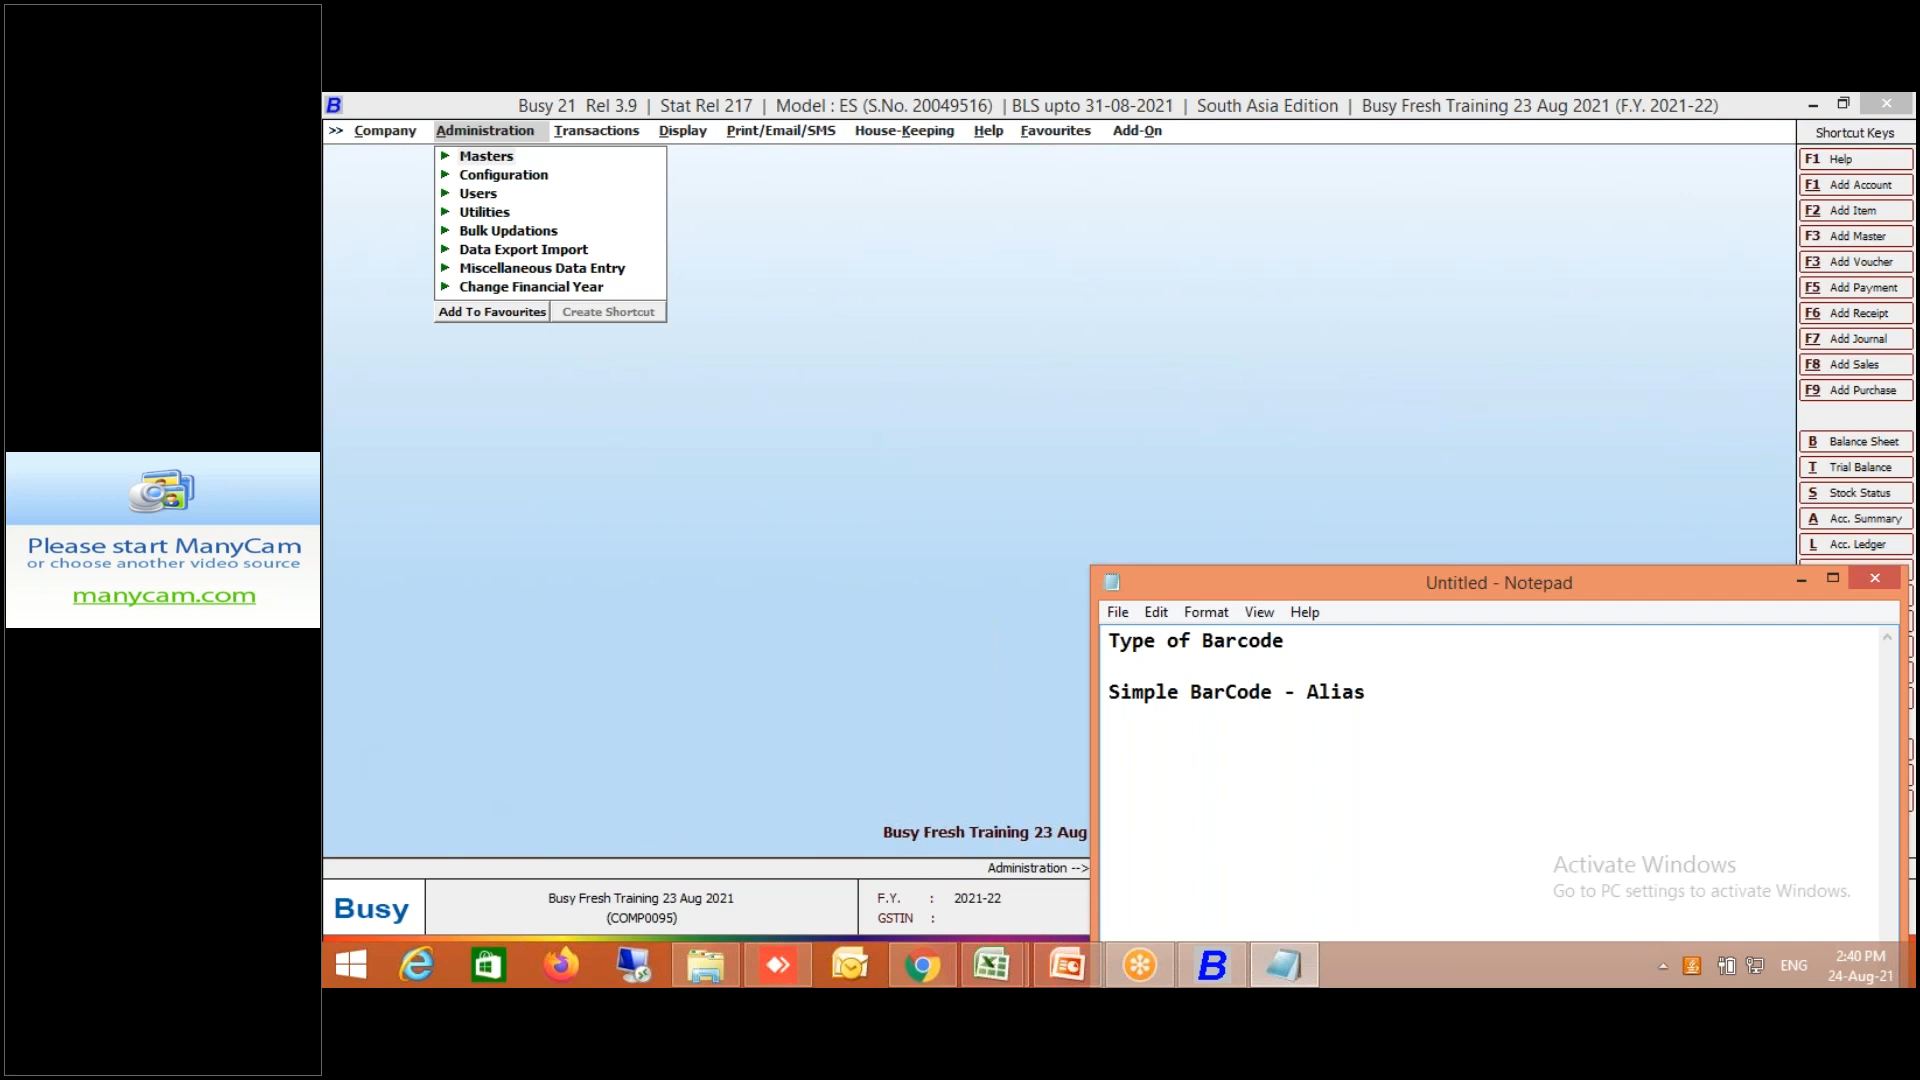 Please start ManyCam
or choose another video source
manycam.com
B
Busy 21 Rel 3.9 | Stat Rel 217 | Model : ES (S.No. 20049516) | BLS upto 31-08-2021 | South Asia Edition | Busy Fresh Training 23 Aug 2021 (F.Y. 2021-22)
>> Company Administration Transactions Display Print/Email/SMS House-Keeping Help Favourites Add-On
Masters
Configuration
Users
Utilities
Bulk Updations
Data Export Import
Miscellaneous Data Entry
Change Financial Year
Add To Favourites Create Shortcut
Shortcut Keys
F1 Help
F1 Add Account
F2 Add Item
F3 Add Master
F3 Add Voucher
F5 Add Payment
F6 Add Receipt
F7 Add Journal
F8 Add Sales
F9 Add Purchase
B Balance Sheet
T Trial Balance
S Stock Status
A Acc. Summary
L Acc. Ledger
Untitled - Notepad
File Edit Format View Help
Type of Barcode
Simple BarCode - Alias
Activate Windows
Go to PC settings to activate Windows.
Busy Fresh Training 23 Aug
Administration -->
Busy
Busy Fresh Training 23 Aug 2021
(COMP0095)
F.Y. : 2021-22
GSTIN :
B
ENG
2:40 PM
24-Aug-21